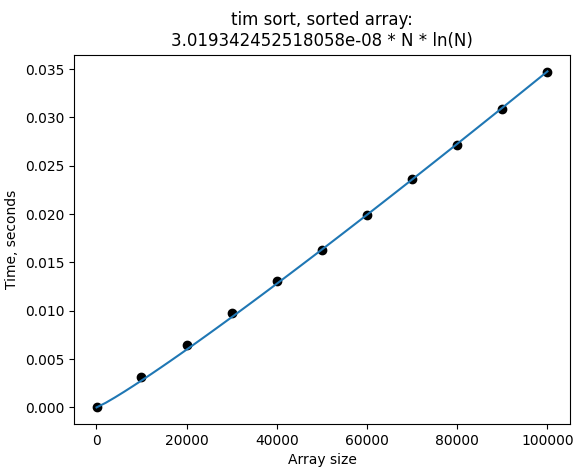 tim sort, sorted array:
3.019342452518058e-08 * N * ln(N)
0.035
0.030
0.025
0.020
0.015
0.010
0.005
0.000
Time, seconds
0 20000 40000 60000 80000 100000
Array size